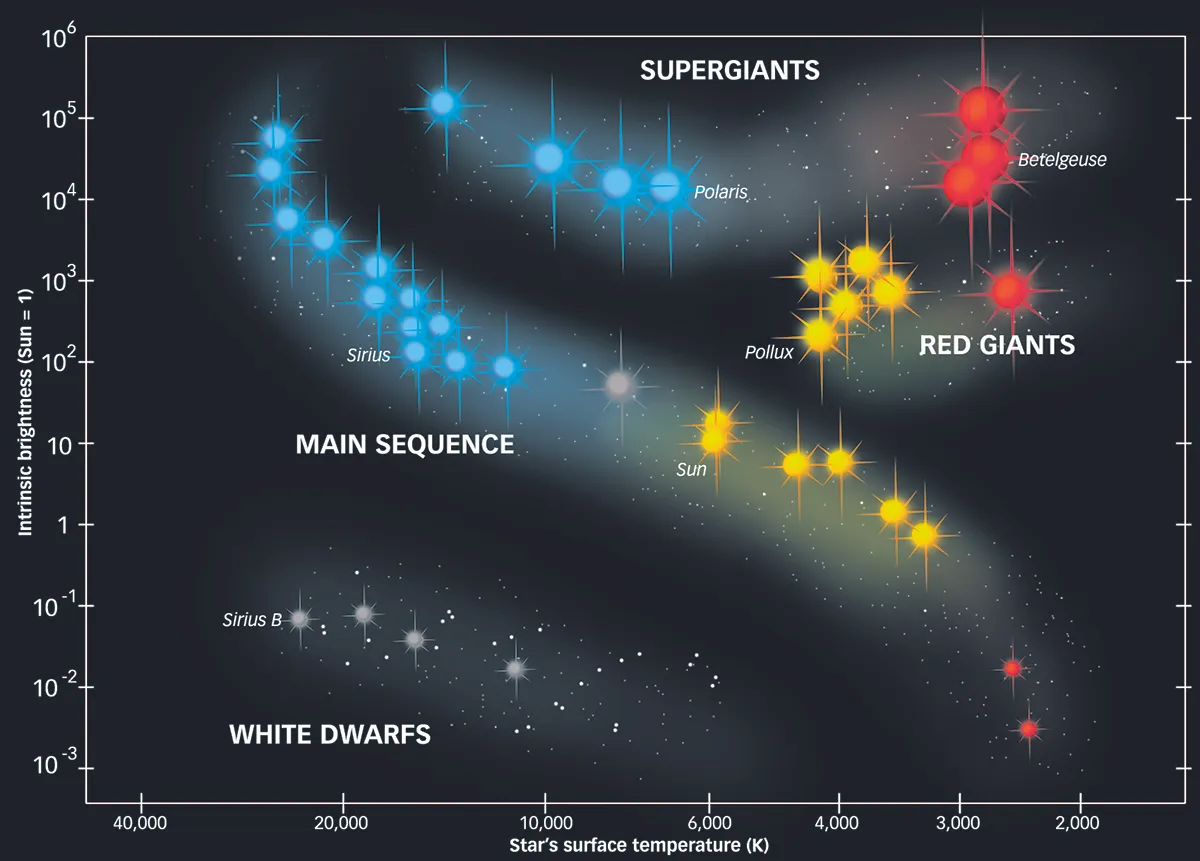 10^6
SUPERGIANTS
10^5
Betelgeuse
10^4
Polaris
10^3
RED GIANTS
Pollux
Sirius
10^2
MAIN SEQUENCE
10
Sun
1
10^-1
Sirius B
10^-2
WHITE DWARFS
10^-3
Intrinsic brightness (Sun = 1)
40,000 20,000 10,000 6,000 4,000 3,000 2,000
Star's surface temperature (K)